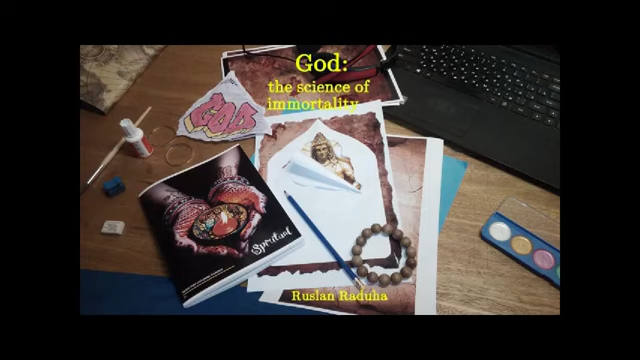 God:
the science of
immortality
GOD
Spiritual
Ruslan Raduha